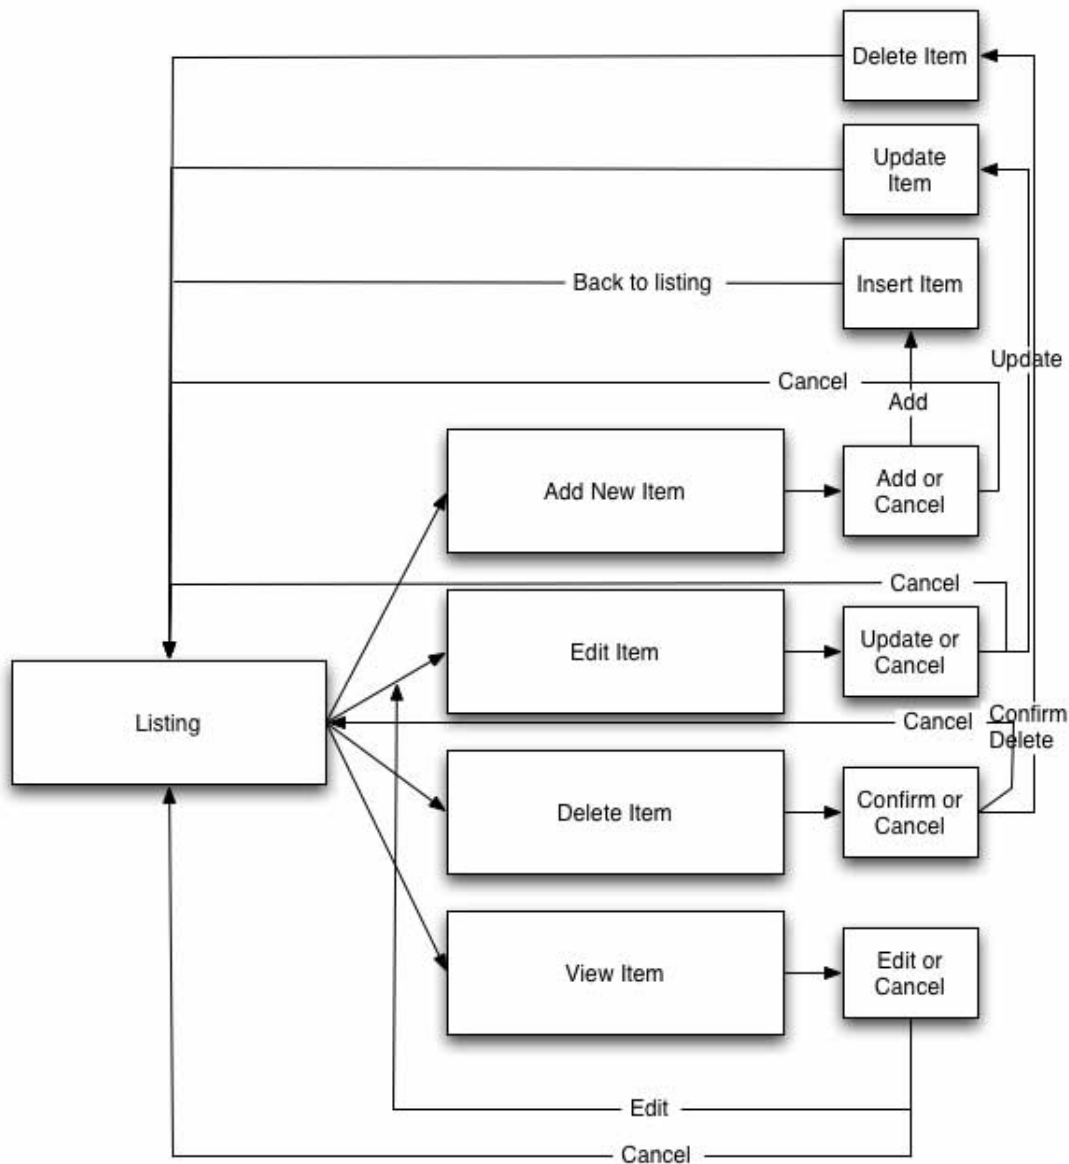 Delete Item
Update
Item
Back to listing
Insert Item
Update
Cancel
Add
Add New Item
Add or
Cancel
Cancel
Edit Item
Update or
Cancel
Listing
Cancel
Confirm
Delete
Delete Item
Confirm or
Cancel
View Item
Edit or
Cancel
Edit
Cancel